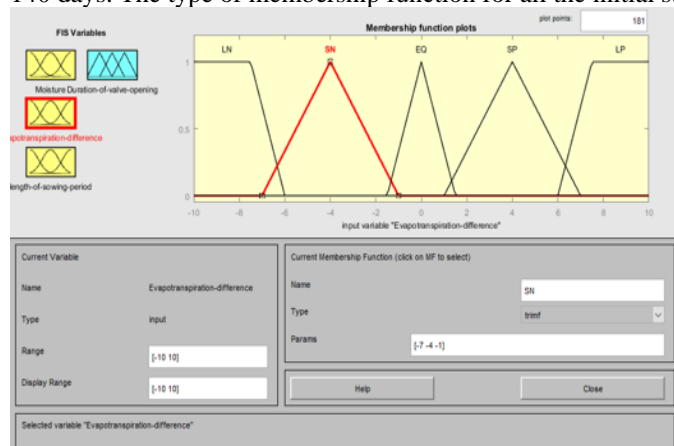 140 days. The type of membership function for all the initial s
FIS Variables
Membership function plots
plot points:
181
LN
SN
EQ
SP
LP
Moisture Duration-of-valve-opening
apotranspiration-difference
length-of-sowing-period
1
0.5
0
-10
-8
-6
-4
-2
0
2
4
6
8
10
input variable "Evapotranspiration-difference"
Current Variable
Name
Evapotranspiration-difference
Type
input
Range
[-10 10]
Display Range
[-10 10]
Current Membership Function (click on MF to select)
Name
SN
Type
trimf
Params
[-7 -4 -1]
Help
Close
Selected variable "Evapotranspiration-difference"